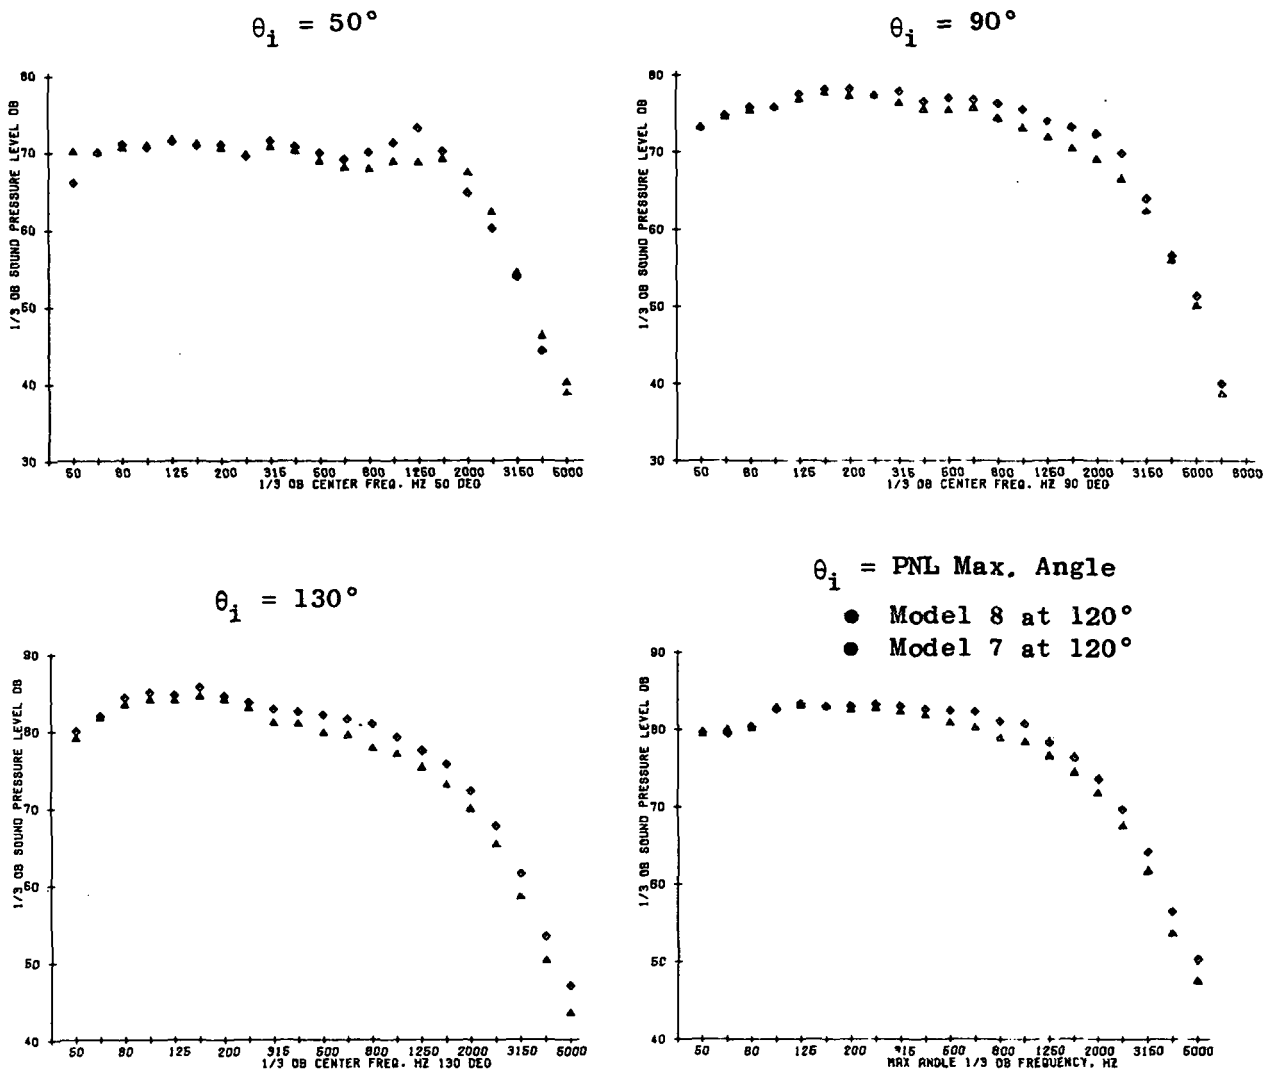 θi = 50°
80
70
60
50
40
30
1/3 OB SOUND PRESSURE LEVEL DB
50 80 125 200 315 500 800 1250 2000 3150 5000
1/3 OB CENTER FREQ. HZ 50 DEG
θi = 90°
80
70
60
50
40
30
1/3 OB SOUND PRESSURE LEVEL DB
50 80 125 200 315 500 800 1250 2000 3150 5000 8000
1/3 OB CENTER FREQ. HZ 90 DEG
θi = 130°
90
80
70
60
50
40
1/3 OB SOUND PRESSURE LEVEL DB
50 80 125 200 315 500 800 1250 2000 3150 5000
1/3 OB CENTER FREQ. HZ 130 DEG
θi = PNL Max. Angle
Model 8 at 120°
Model 7 at 120°
90
80
70
60
50
40
1/3 OB SOUND PRESSURE LEVEL DB
50 80 125 200 315 500 800 1250 2000 3150 5000
MAX ANGLE 1/3 OB FREQUENCY, HZ